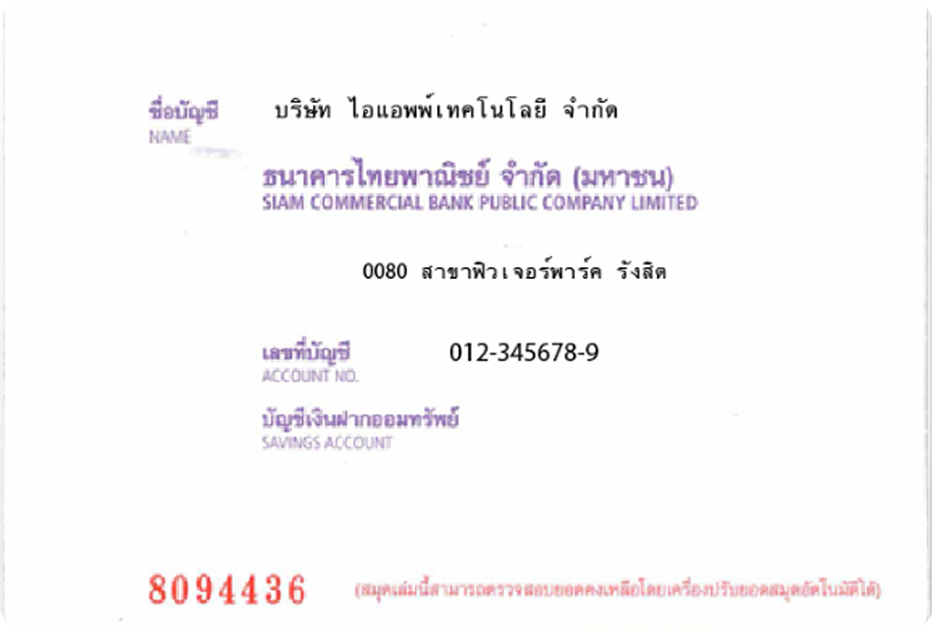 ชื่อบัญชี บริษัท ไอแอพพ์เทคโนโลยี จำกัด
NAME
ธนาคารไทยพาณิชย์ จำกัด (มหาชน)
SIAM COMMERCIAL BANK PUBLIC COMPANY LIMITED
0080 สาขาฟิวเจอร์พาร์ค รังสิต
เลขที่บัญชี 012-345678-9
ACCOUNT NO.
บัญชีเงินฝากออมทรัพย์
SAVINGS ACCOUNT
8094436 (สมุดเล่มนี้สามารถตรวจสอบยอดคงเหลือโดยเครื่องปรับยอดสมุดอัตโนมัติได้)